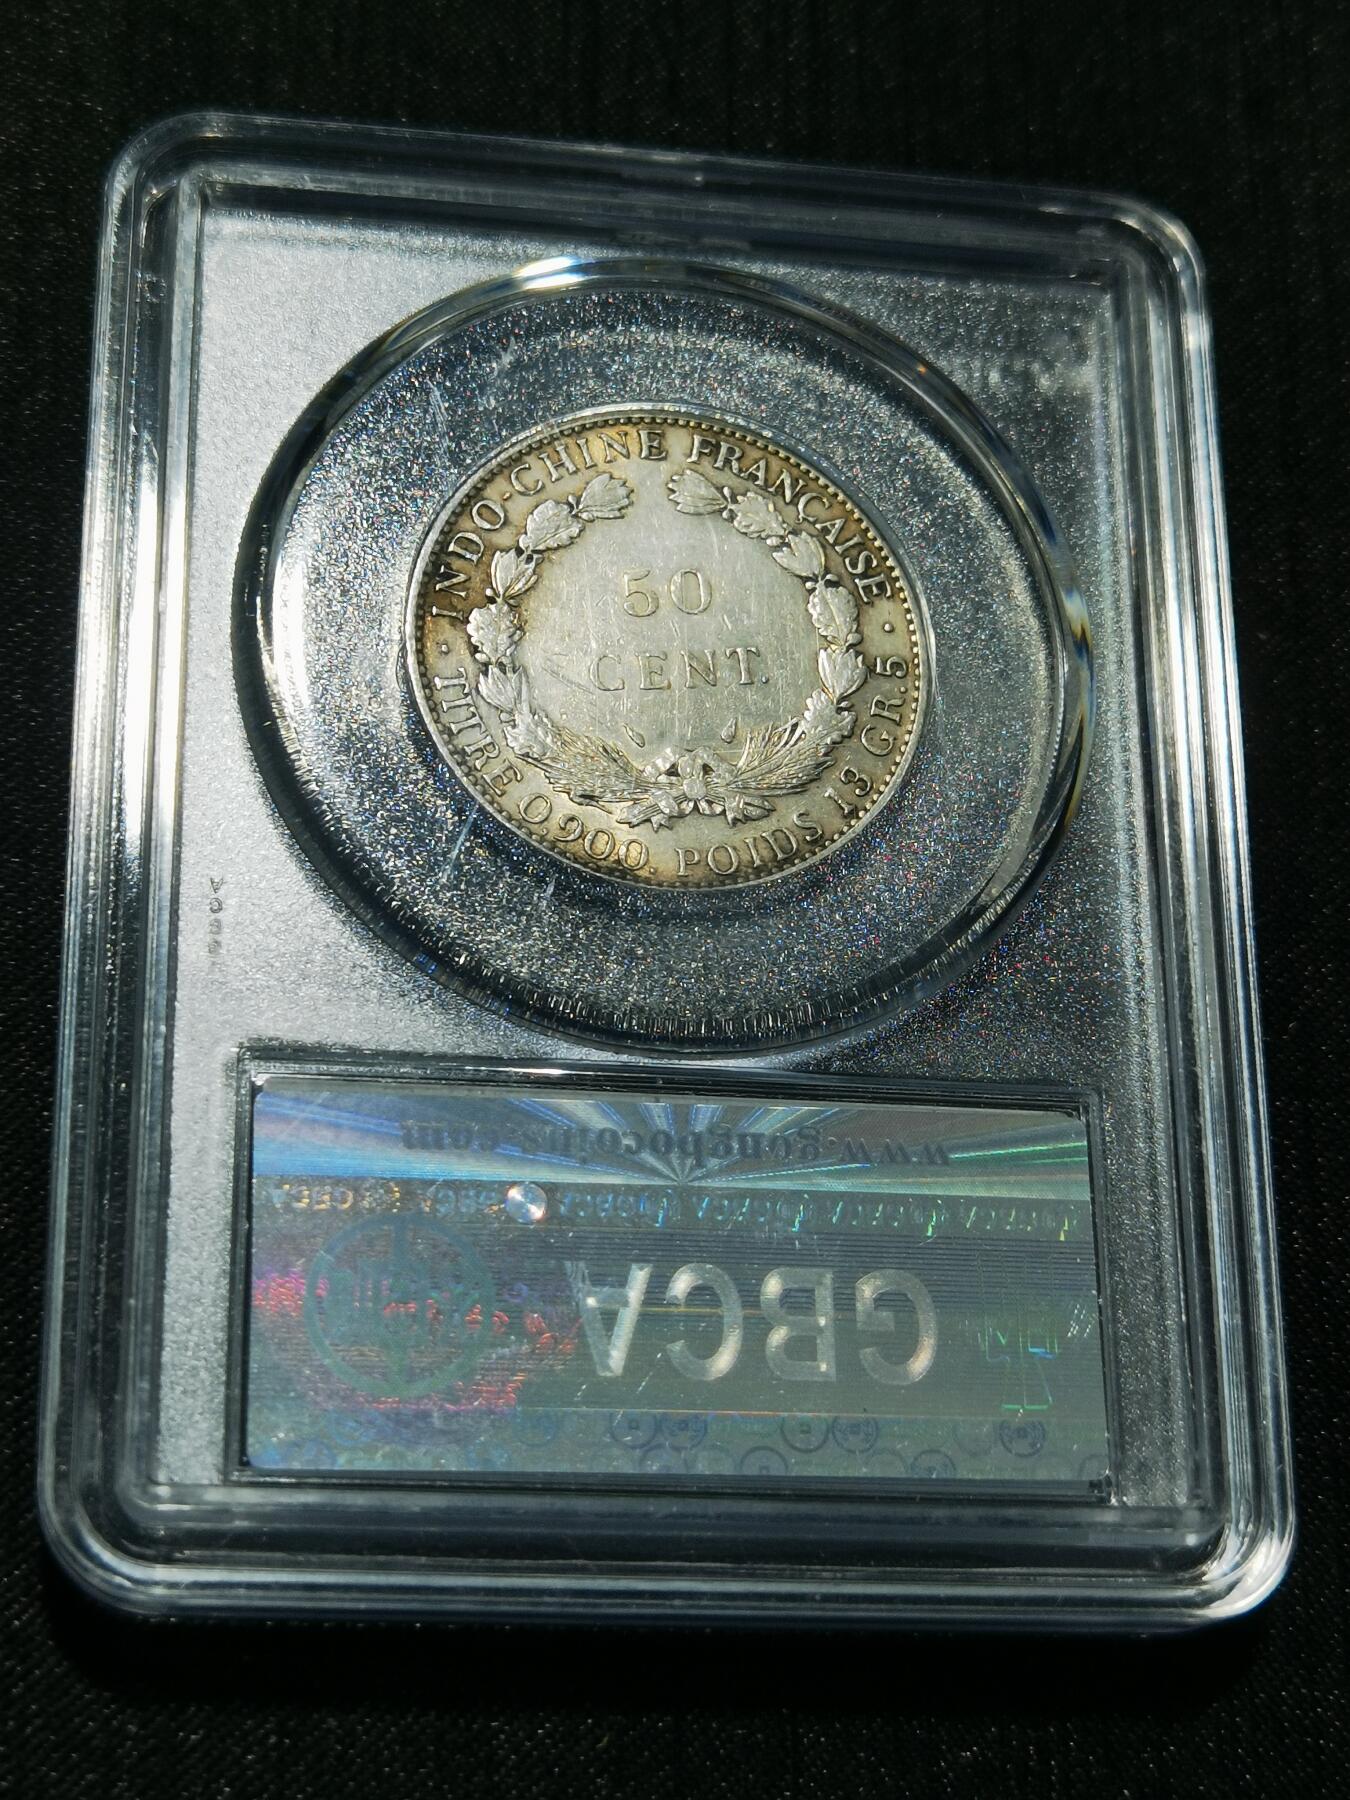 INDO-CHINE FRANÇAISE
50
CENT.
TITRE 0.900. POIDS 13 GR.5
www.gongbocoins.com
GBCA